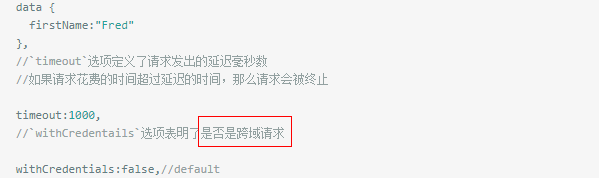 data {
firstName:"Fred"
},
//`timeout`选项定义了请求发出的延迟毫秒数
//如果请求花费的时间超过延迟的时间，那么请求会被终止
timeout:1000,
//`withCredentails`选项表明了是否是跨域请求
withCredentials:false,//default